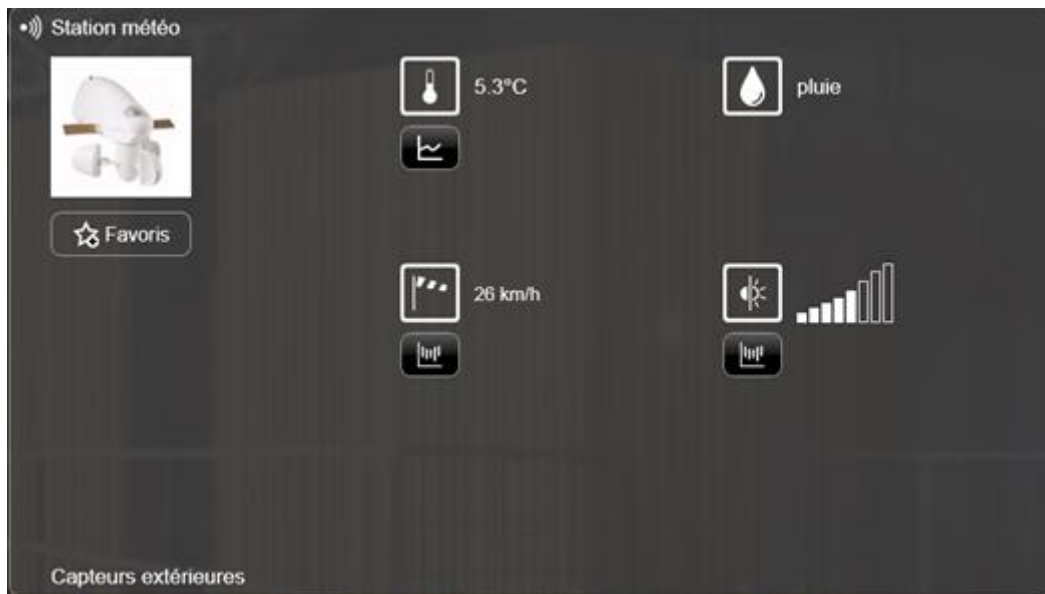 Station météo
5.3°C
pluie
Favoris
26 km/h
Capteurs extérieures